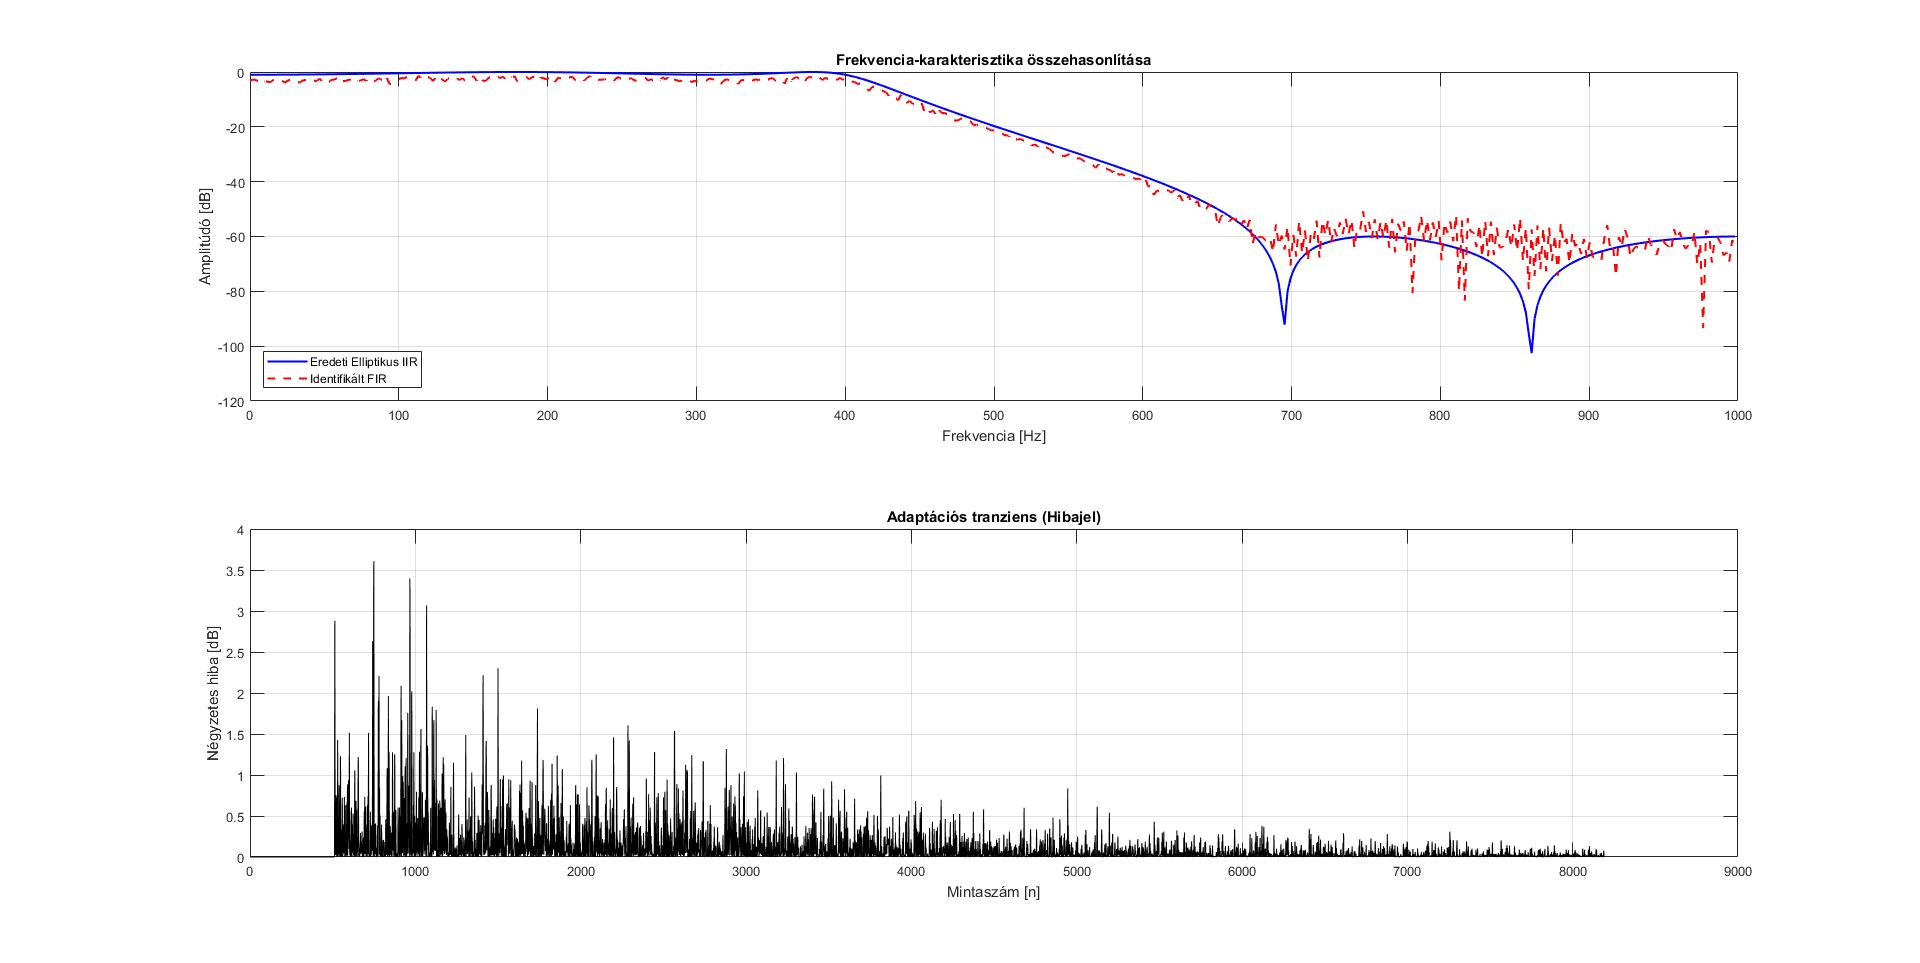 Frekvencia-karakterisztika összehasonlítása
0
-20
-40
-60
-80
-100
-120
Amplitúdó [dB]
Eredeti Elliptikus IIR
Identifikált FIR
0 100 200 300 400 500 600 700 800 900 1000
Frekvencia [Hz]
Adaptációs tranziens (Hibajel)
4
3.5
3
2.5
2
1.5
1
0.5
0
Négyzetes hiba [dB]
0 1000 2000 3000 4000 5000 6000 7000 8000 9000
Mintaszám [n]